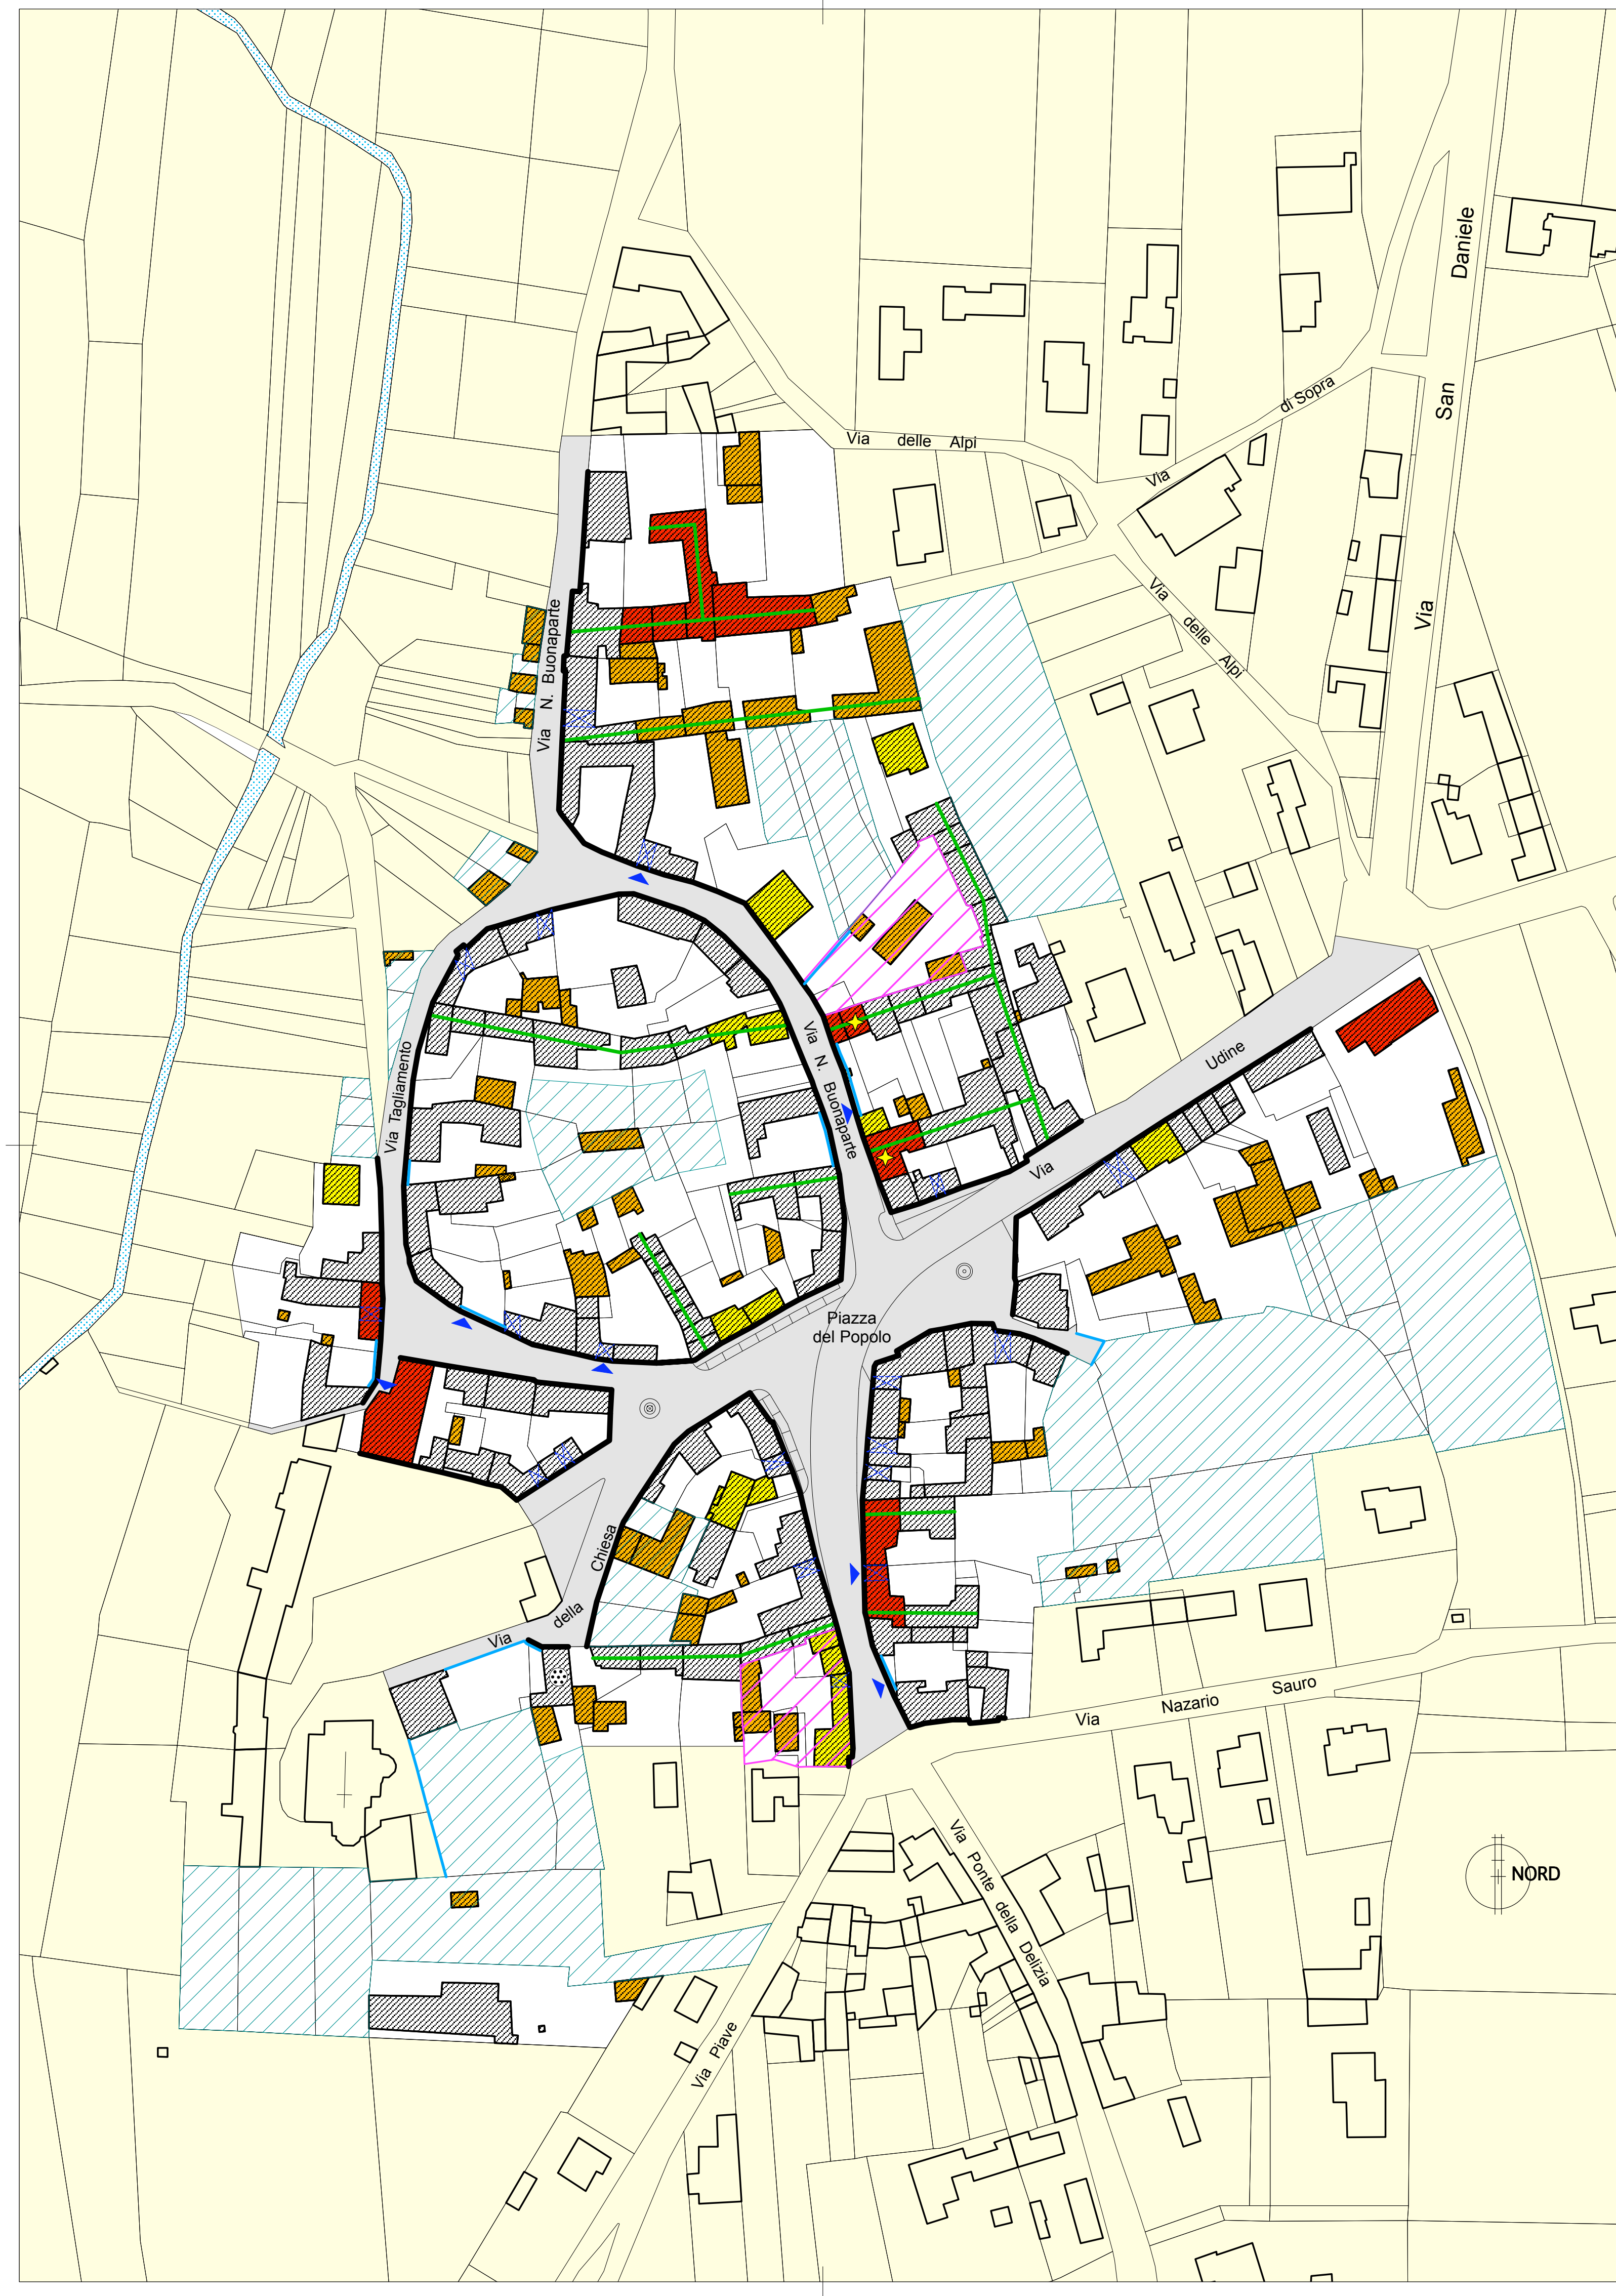 Daniele
San
Via
di Sopra
Via
Via delle Alpi
Via delle Alpi
Via N. Buonaparte
Via Tagliamento
Via N. Buonaparte
Udine
Via
Piazza
del Popolo
Chiesa
della
Via
Nazario Sauro
Via
NORD
Via Ponte della Delizia
Via Piave